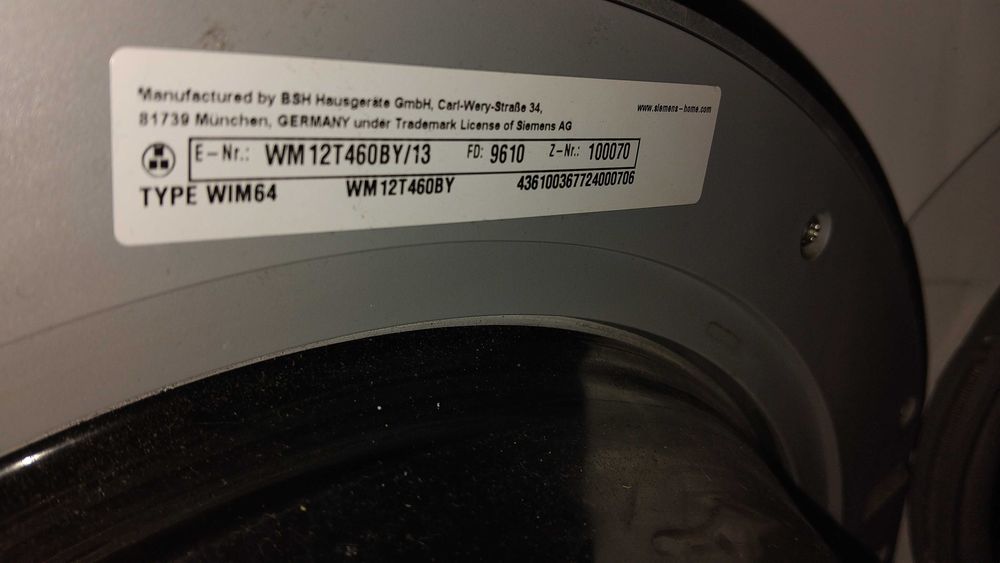 Manufactured by BSH Hausgeräte GmbH, Carl-Wery-Straße 34,
81739 München, GERMANY under Trademark License of Siemens AG
www.siemens-home.com
E-Nr.: WM12T460BY/13 FD: 9610 Z-Nr.: 100070
TYPE WIM64 WM12T460BY 436100367724000706